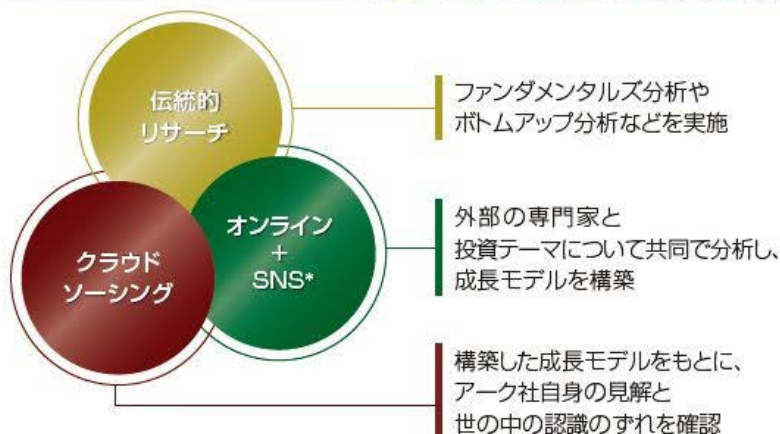 伝統的
リサーチ
ファンダメンタルズ分析や
ボトムアップ分析などを実施
オンライン
+
SNS*
外部の専門家と
投資テーマについて共同で分析し、
成長モデルを構築
クラウド
ソーシング
構築した成長モデルをもとに、
アーク社自身の見解と
世の中の認識のずれを確認